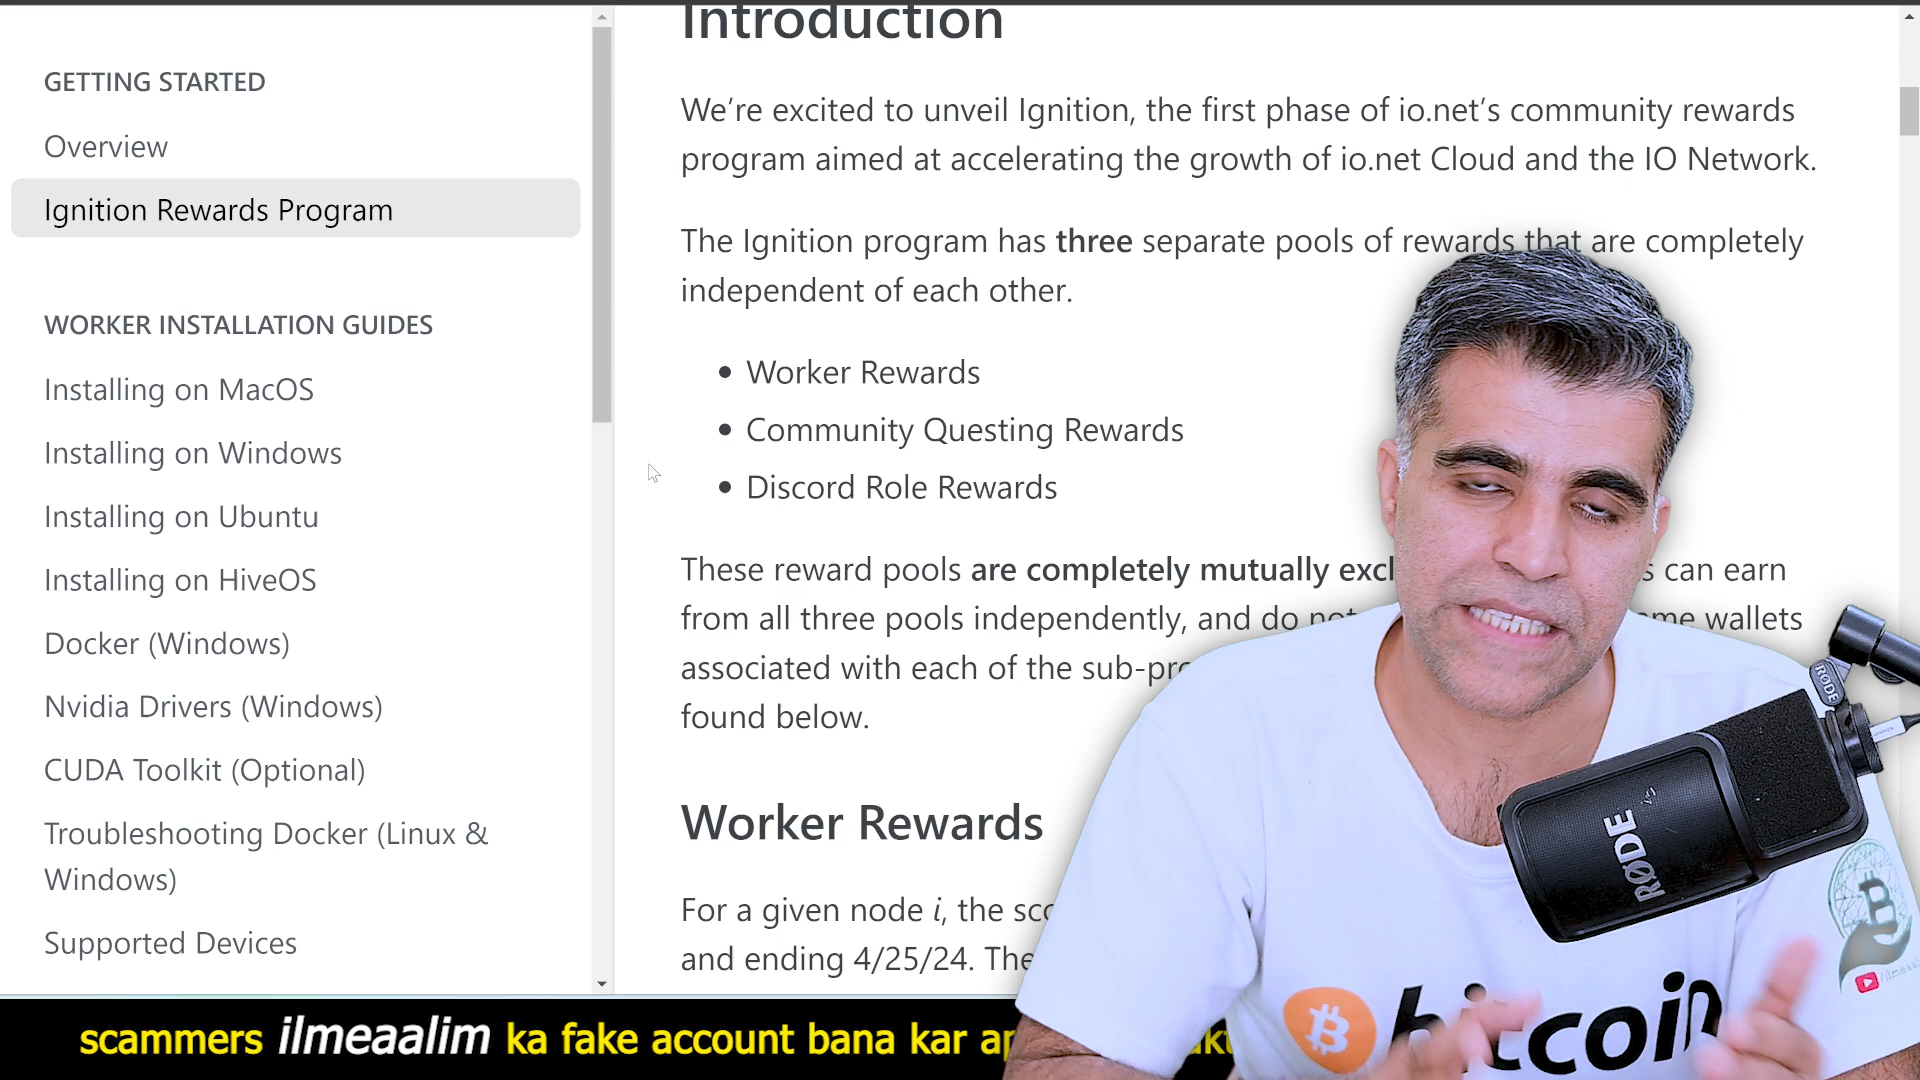 GETTING STARTED
Overview
Ignition Rewards Program
WORKER INSTALLATION GUIDES
Installing on MacOS
Installing on Windows
Installing on Ubuntu
Installing on HiveOS
Docker (Windows)
Nvidia Drivers (Windows)
CUDA Toolkit (Optional)
Troubleshooting Docker (Linux &
Windows)
Supported Devices
Introduction
We’re excited to unveil Ignition, the first phase of io.net’s community rewards
program aimed at accelerating the growth of io.net Cloud and the IO Network.
The Ignition program has three separate pools of rewards that are completely
independent of each other.
• Worker Rewards
• Community Questing Rewards
• Discord Role Rewards
These reward pools are completely mutually can earn
from all three pools independently, and do wallets
associated with each of the
found below.
Worker Rewards
For a given node i, the
and ending 4/25/24. The
RØDE
RØDE
bitcoin
scammers ilmeaalim ka fake account bana kar